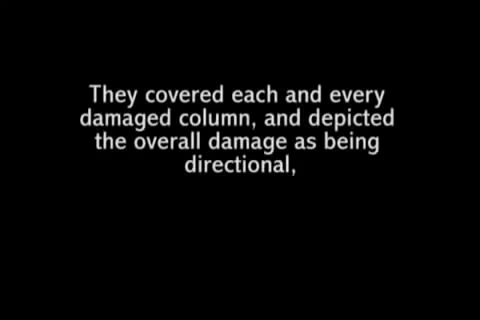 They covered each and every
damaged column, and depicted
the overall damage as being
directional,